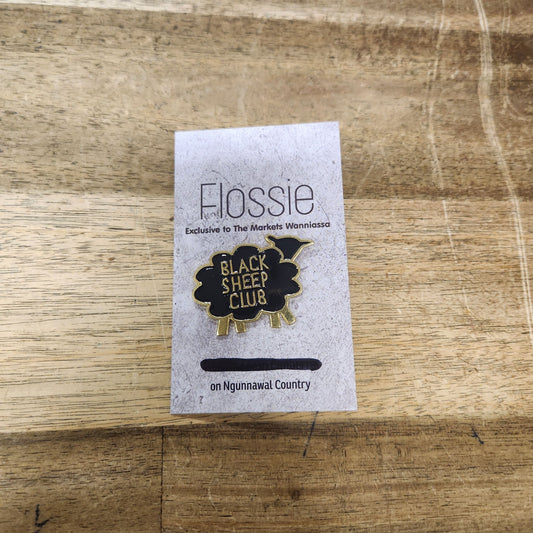 Flossie
Exclusive to The Markets Wanniassa
BLACK
SHEEP
CLUB
on Ngunnawal Country